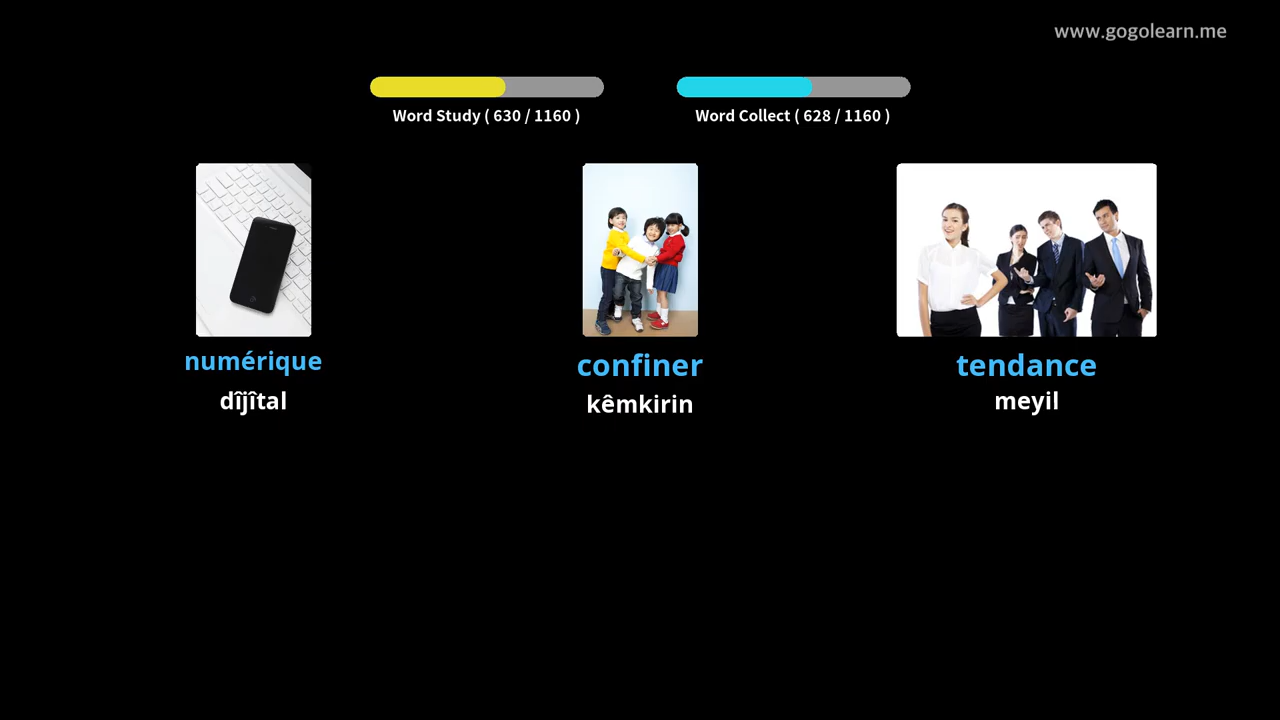 www.gogolearn.me
Word Study ( 630 / 1160 )
Word Collect ( 628 / 1160 )
numérique
dîjîtal
confiner
kêmkirin
tendance
meyil